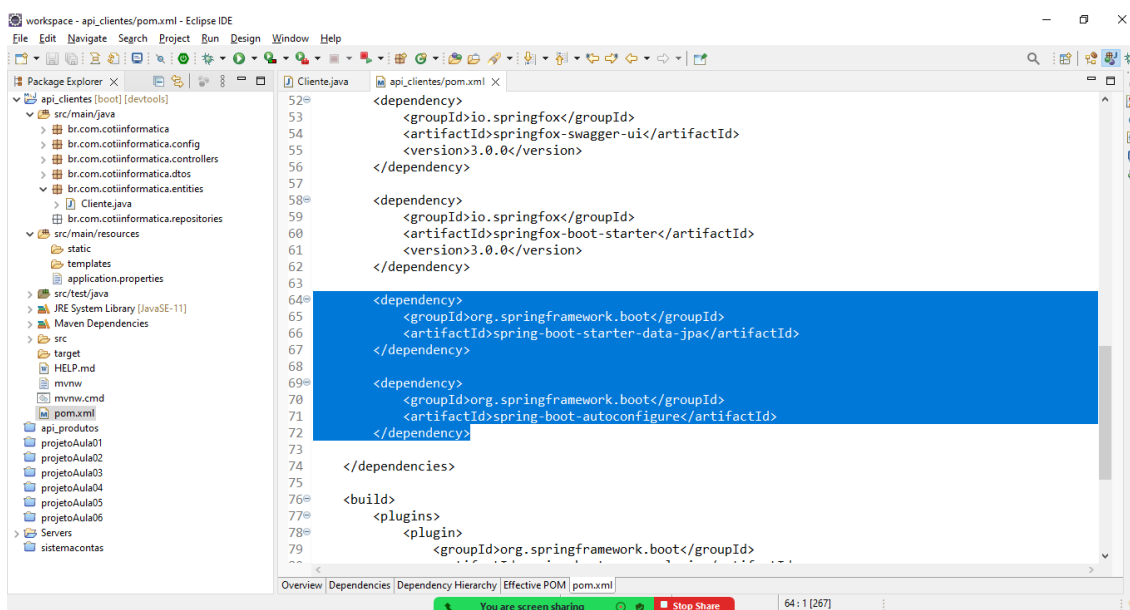 workspace - api_clientes/pom.xml - Eclipse IDE
File Edit Navigate Search Project Run Design Window Help
Package Explorer
api_clientes [boot] [devtools]
src/main/java
br.com.cotiinformatica
br.com.cotiinformatica.config
br.com.cotiinformatica.controllers
br.com.cotiinformatica.dtos
br.com.cotiinformatica.entities
Cliente.java
br.com.cotiinformatica.repositories
src/main/resources
static
templates
application.properties
src/test/java
JRE System Library [JavaSE-11]
Maven Dependencies
src
target
HELP.md
mvnw
mvnw.cmd
pom.xml
api_produtos
projetoAula01
projetoAula02
projetoAula03
projetoAula04
projetoAula05
projetoAula06
Servers
sistemacontas
Cliente.java api_clientes/pom.xml
52 <dependency>
53 <groupId>io.springfox</groupId>
54 <artifactId>springfox-swagger-ui</artifactId>
55 <version>3.0.0</version>
56 </dependency>
57
58 <dependency>
59 <groupId>io.springfox</groupId>
60 <artifactId>springfox-boot-starter</artifactId>
61 <version>3.0.0</version>
62 </dependency>
63
64 <dependency>
65 <groupId>org.springframework.boot</groupId>
66 <artifactId>spring-boot-starter-data-jpa</artifactId>
67 </dependency>
68
69 <dependency>
70 <groupId>org.springframework.boot</groupId>
71 <artifactId>spring-boot-autoconfigure</artifactId>
72 </dependency>
73
74 </dependencies>
75
76 <build>
77 <plugins>
78 <plugin>
79 <groupId>org.springframework.boot</groupId>
Overview Dependencies Dependency Hierarchy Effective POM pom.xml
You are screen sharing Stop Share
64 : 1 [267]